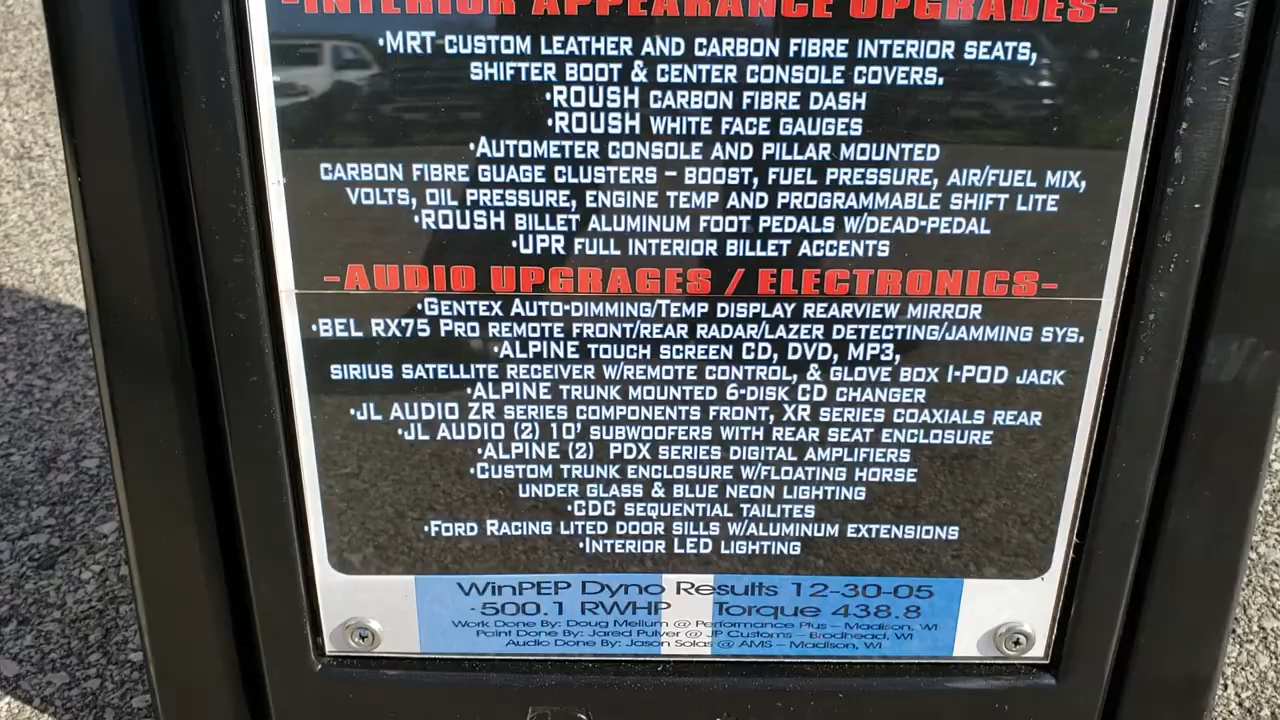 -INTERIOR APPEARANCE UPGRADES-
·MRT CUSTOM LEATHER AND CARBON FIBRE INTERIOR SEATS,
SHIFTER BOOT & CENTER CONSOLE COVERS.
·ROUSH CARBON FIBRE DASH
·ROUSH WHITE FACE GAUGES
·AUTOMETER CONSOLE AND PILLAR MOUNTED
CARBON FIBRE GUAGE CLUSTERS – BOOST, FUEL PRESSURE, AIR/FUEL MIX,
VOLTS, OIL PRESSURE, ENGINE TEMP AND PROGRAMMABLE SHIFT LITE
·ROUSH BILLET ALUMINUM FOOT PEDALS W/DEAD-PEDAL
·UPR FULL INTERIOR BILLET ACCENTS
-AUDIO UPGRAGES / ELECTRONICS-
·GENTEX AUTO-DIMMING/TEMP DISPLAY REARVIEW MIRROR
·BEL RX75 PRO REMOTE FRONT/REAR RADAR/LAZER DETECTING/JAMMING SYS.
·ALPINE TOUCH SCREEN CD, DVD, MP3,
SIRIUS SATELLITE RECEIVER W/REMOTE CONTROL, & GLOVE BOX I-POD JACK
·ALPINE TRUNK MOUNTED 6-DISK CD CHANGER
·JL AUDIO ZR SERIES COMPONENTS FRONT, XR SERIES COAXIALS REAR
·JL AUDIO (2) 10' SUBWOOFERS WITH REAR SEAT ENCLOSURE
·ALPINE (2) PDX SERIES DIGITAL AMPLIFIERS
·CUSTOM TRUNK ENCLOSURE W/FLOATING HORSE
UNDER GLASS & BLUE NEON LIGHTING
·CDC SEQUENTIAL TAILITES
·FORD RACING LITED DOOR SILLS W/ALUMINUM EXTENSIONS
·INTERIOR LED LIGHTING
WinPEP Dyno Results 12-30-05
·500.1 RWHP Torque 438.8
Work Done By: Doug Mellum @ Performance Plus – Madison, WI
Paint Done By: Jared Pulver @ JP Customs – Brodhead, WI
Audio Done By: Jason Solas @ AMS – Madison, WI